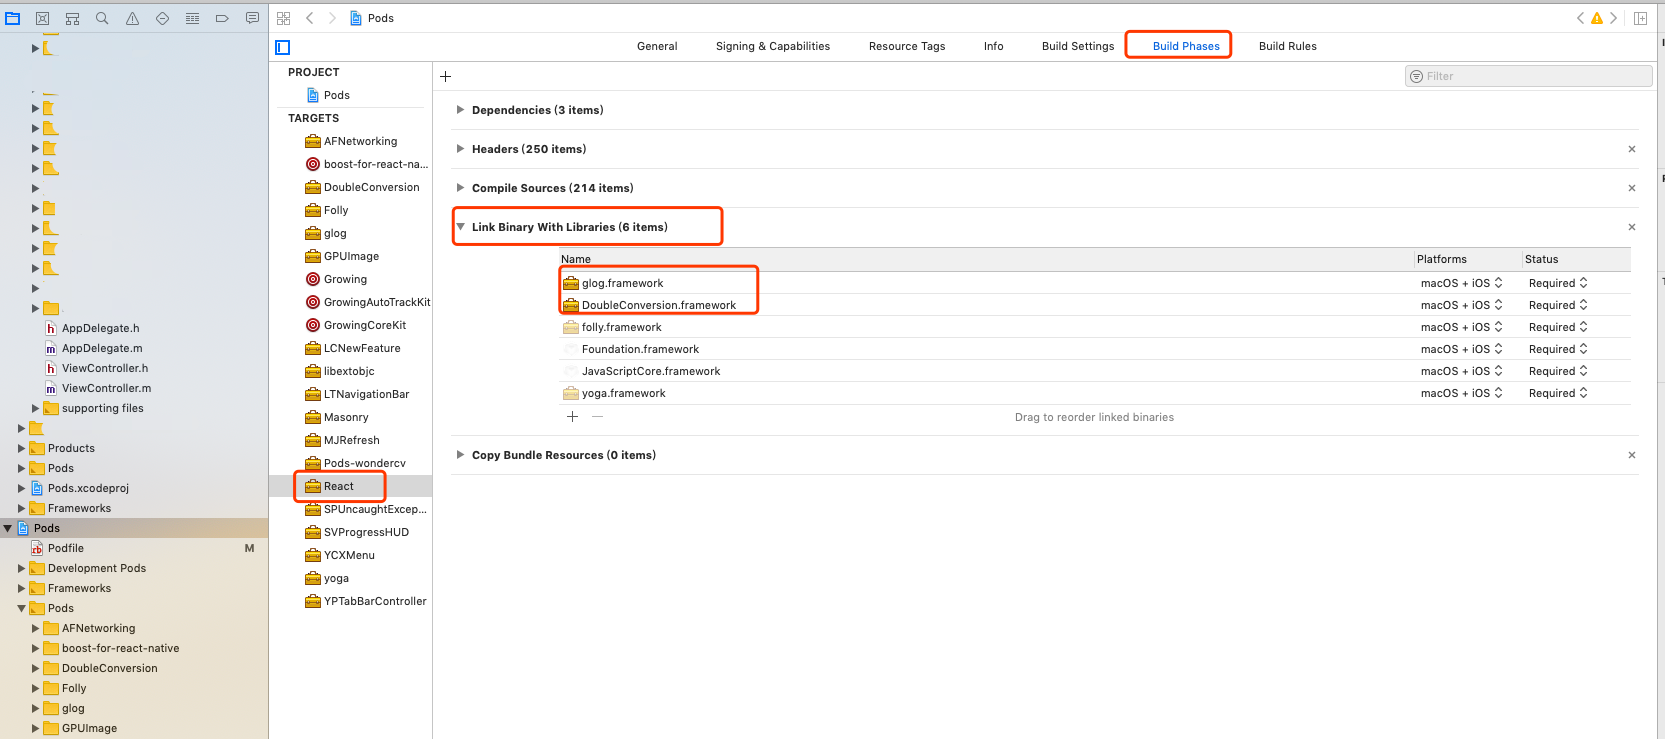 Pods
General
Signing & Capabilities
Resource Tags
Info
Build Settings
Build Phases
Build Rules
PROJECT
Pods
TARGETS
AFNetworking
boost-for-react-na...
DoubleConversion
Folly
glog
GPUImage
Growing
GrowingAutoTrackKit
GrowingCoreKit
LCNewFeature
libextobjc
LTNavigationBar
Masonry
MJRefresh
Pods-wondercv
React
SPUncaughtExcep...
SVProgressHUD
YCXMenu
yoga
YPTabBarController
Filter
Dependencies (3 items)
Headers (250 items)
Compile Sources (214 items)
Link Binary With Libraries (6 items)
Name Platforms Status
glog.framework macOS + iOS Required
DoubleConversion.framework macOS + iOS Required
folly.framework macOS + iOS Required
Foundation.framework macOS + iOS Required
JavaScriptCore.framework macOS + iOS Required
yoga.framework macOS + iOS Required
Drag to reorder linked binaries
Copy Bundle Resources (0 items)
AppDelegate.h
AppDelegate.m
ViewController.h
ViewController.m
supporting files
Products
Pods
Pods.xcodeproj
Frameworks
Pods
Podfile M
Development Pods
Frameworks
Pods
AFNetworking
boost-for-react-native
DoubleConversion
Folly
glog
GPUImage